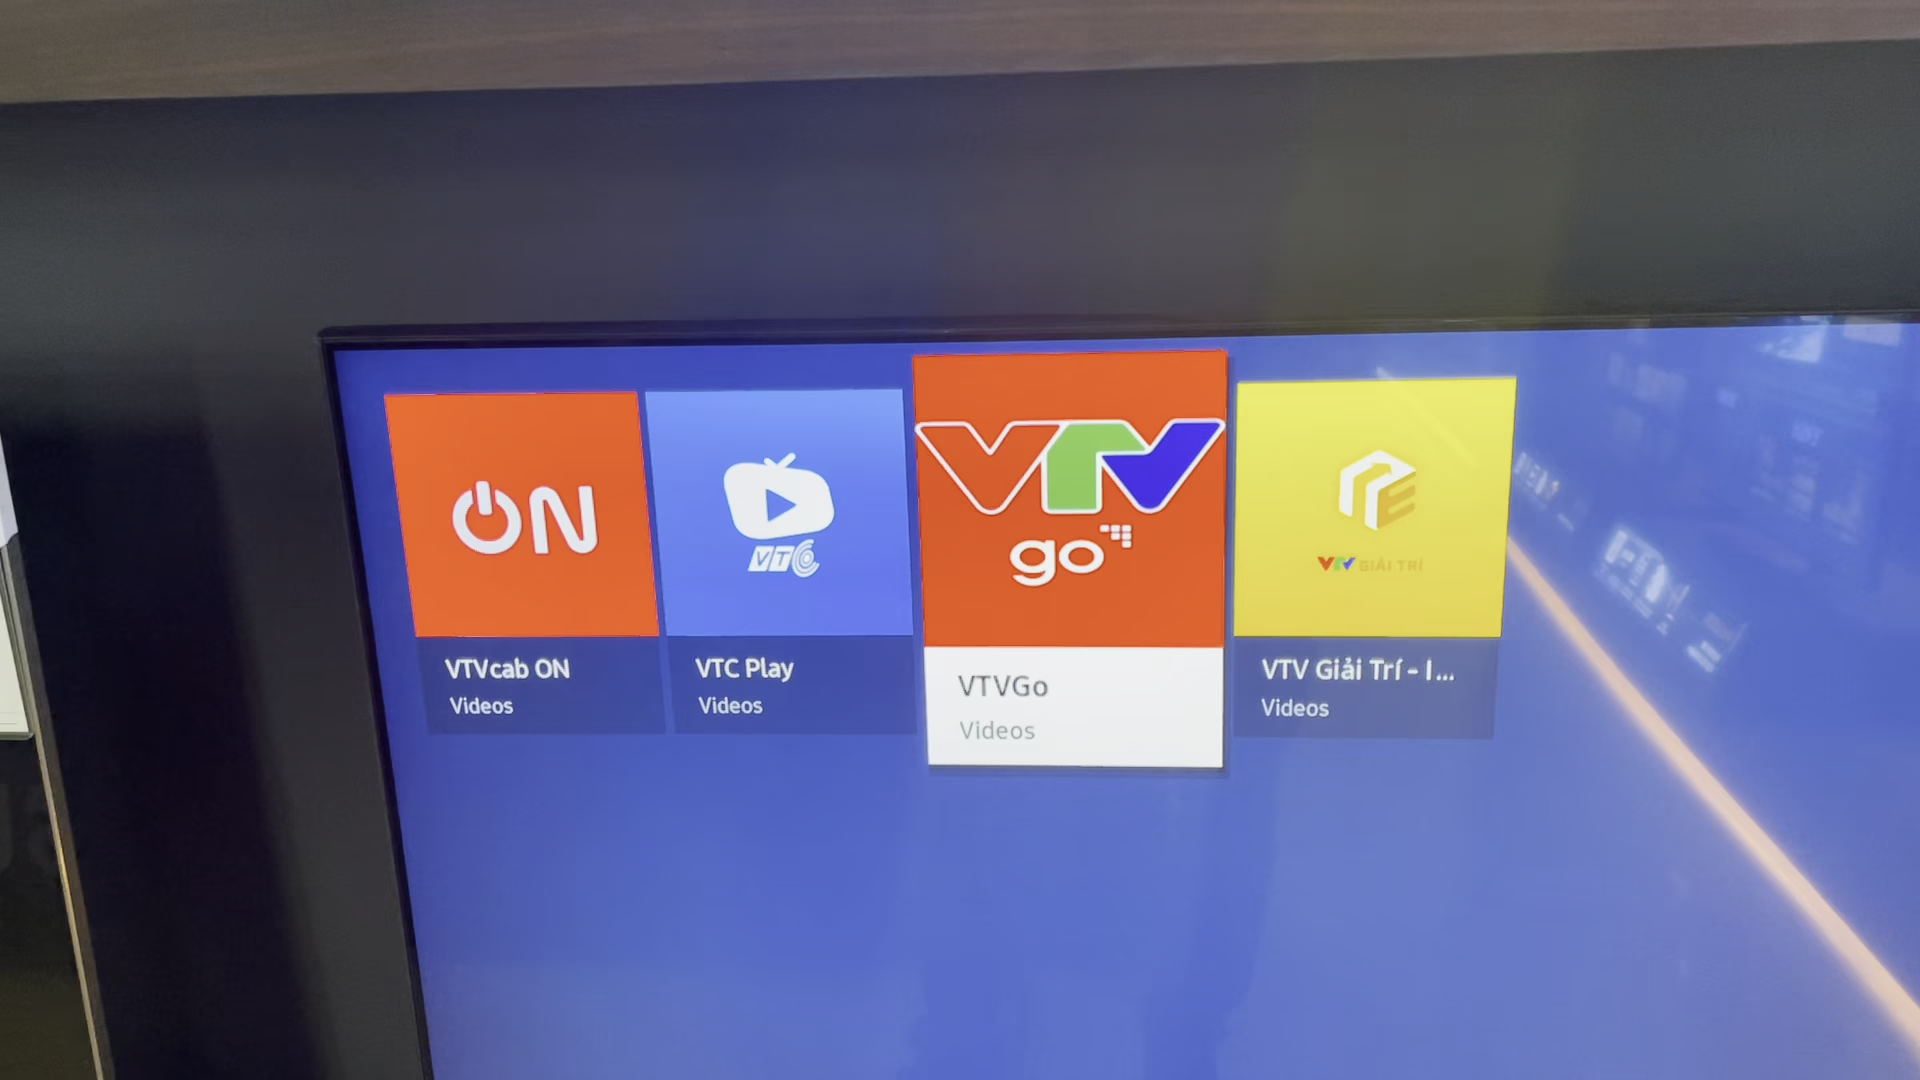 ON
VTC
VTV
go
VTV GIẢI TRÍ
VTVcab ON
Videos
VTC Play
Videos
VTVGo
Videos
VTV Giải Trí - I...
Videos